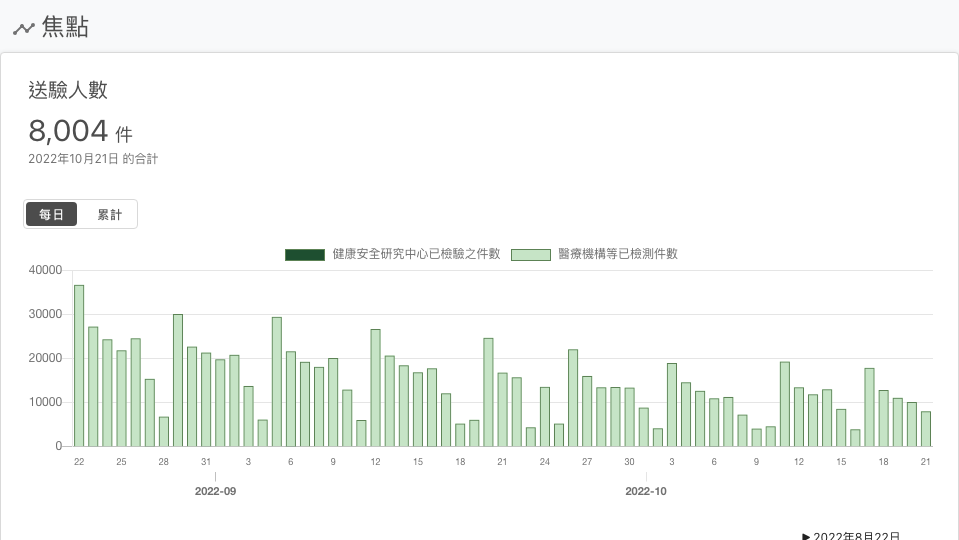 焦點
送驗人數
8,004 件
2022年10月21日 的合計
每日 累計
健康安全研究中心已檢驗之件數 醫療機構等已檢測件數
40000
30000
20000
10000
0
22 25 28 31 3 6 9 12 15 18 21 24 27 30 3 6 9 12 15 18 21
2022-09 2022-10
▶ 2022年8月22日